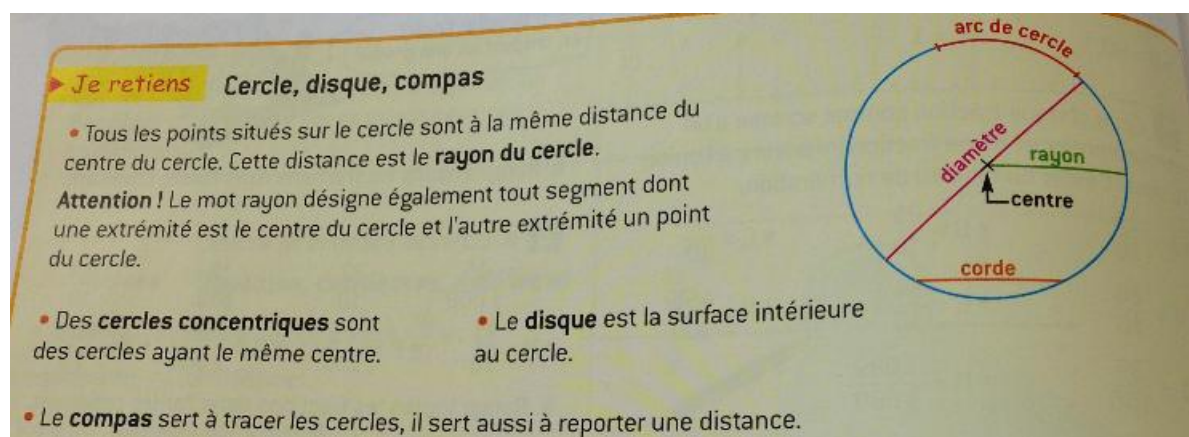 Je retiens Cercle, disque, compas
• Tous les points situés sur le cercle sont à la même distance du
centre du cercle. Cette distance est le rayon du cercle.
Attention ! Le mot rayon désigne également tout segment dont
une extrémité est le centre du cercle et l'autre extrémité un point
du cercle.
arc de cercle
diamètre
rayon
centre
corde
• Des cercles concentriques sont
des cercles ayant le même centre.
• Le disque est la surface intérieure
au cercle.
• Le compas sert à tracer les cercles, il sert aussi à reporter une distance.